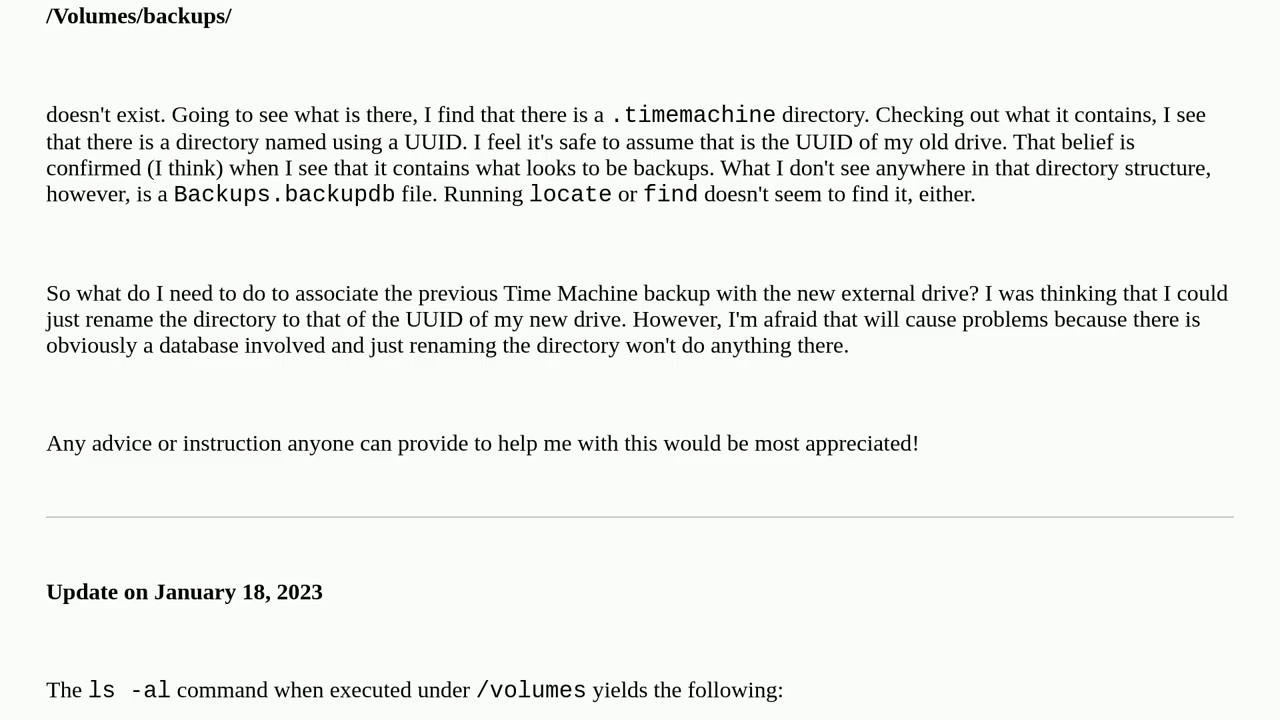 /Volumes/backups/
doesn't exist. Going to see what is there, I find that there is a .timemachine directory. Checking out what it contains, I see
that there is a directory named using a UUID. I feel it's safe to assume that is the UUID of my old drive. That belief is
confirmed (I think) when I see that it contains what looks to be backups. What I don't see anywhere in that directory structure,
however, is a Backups.backupdb file. Running locate or find doesn't seem to find it, either.
So what do I need to do to associate the previous Time Machine backup with the new external drive? I was thinking that I could
just rename the directory to that of the UUID of my new drive. However, I'm afraid that will cause problems because there is
obviously a database involved and just renaming the directory won't do anything there.
Any advice or instruction anyone can provide to help me with this would be most appreciated!
Update on January 18, 2023
The ls -al command when executed under /volumes yields the following: